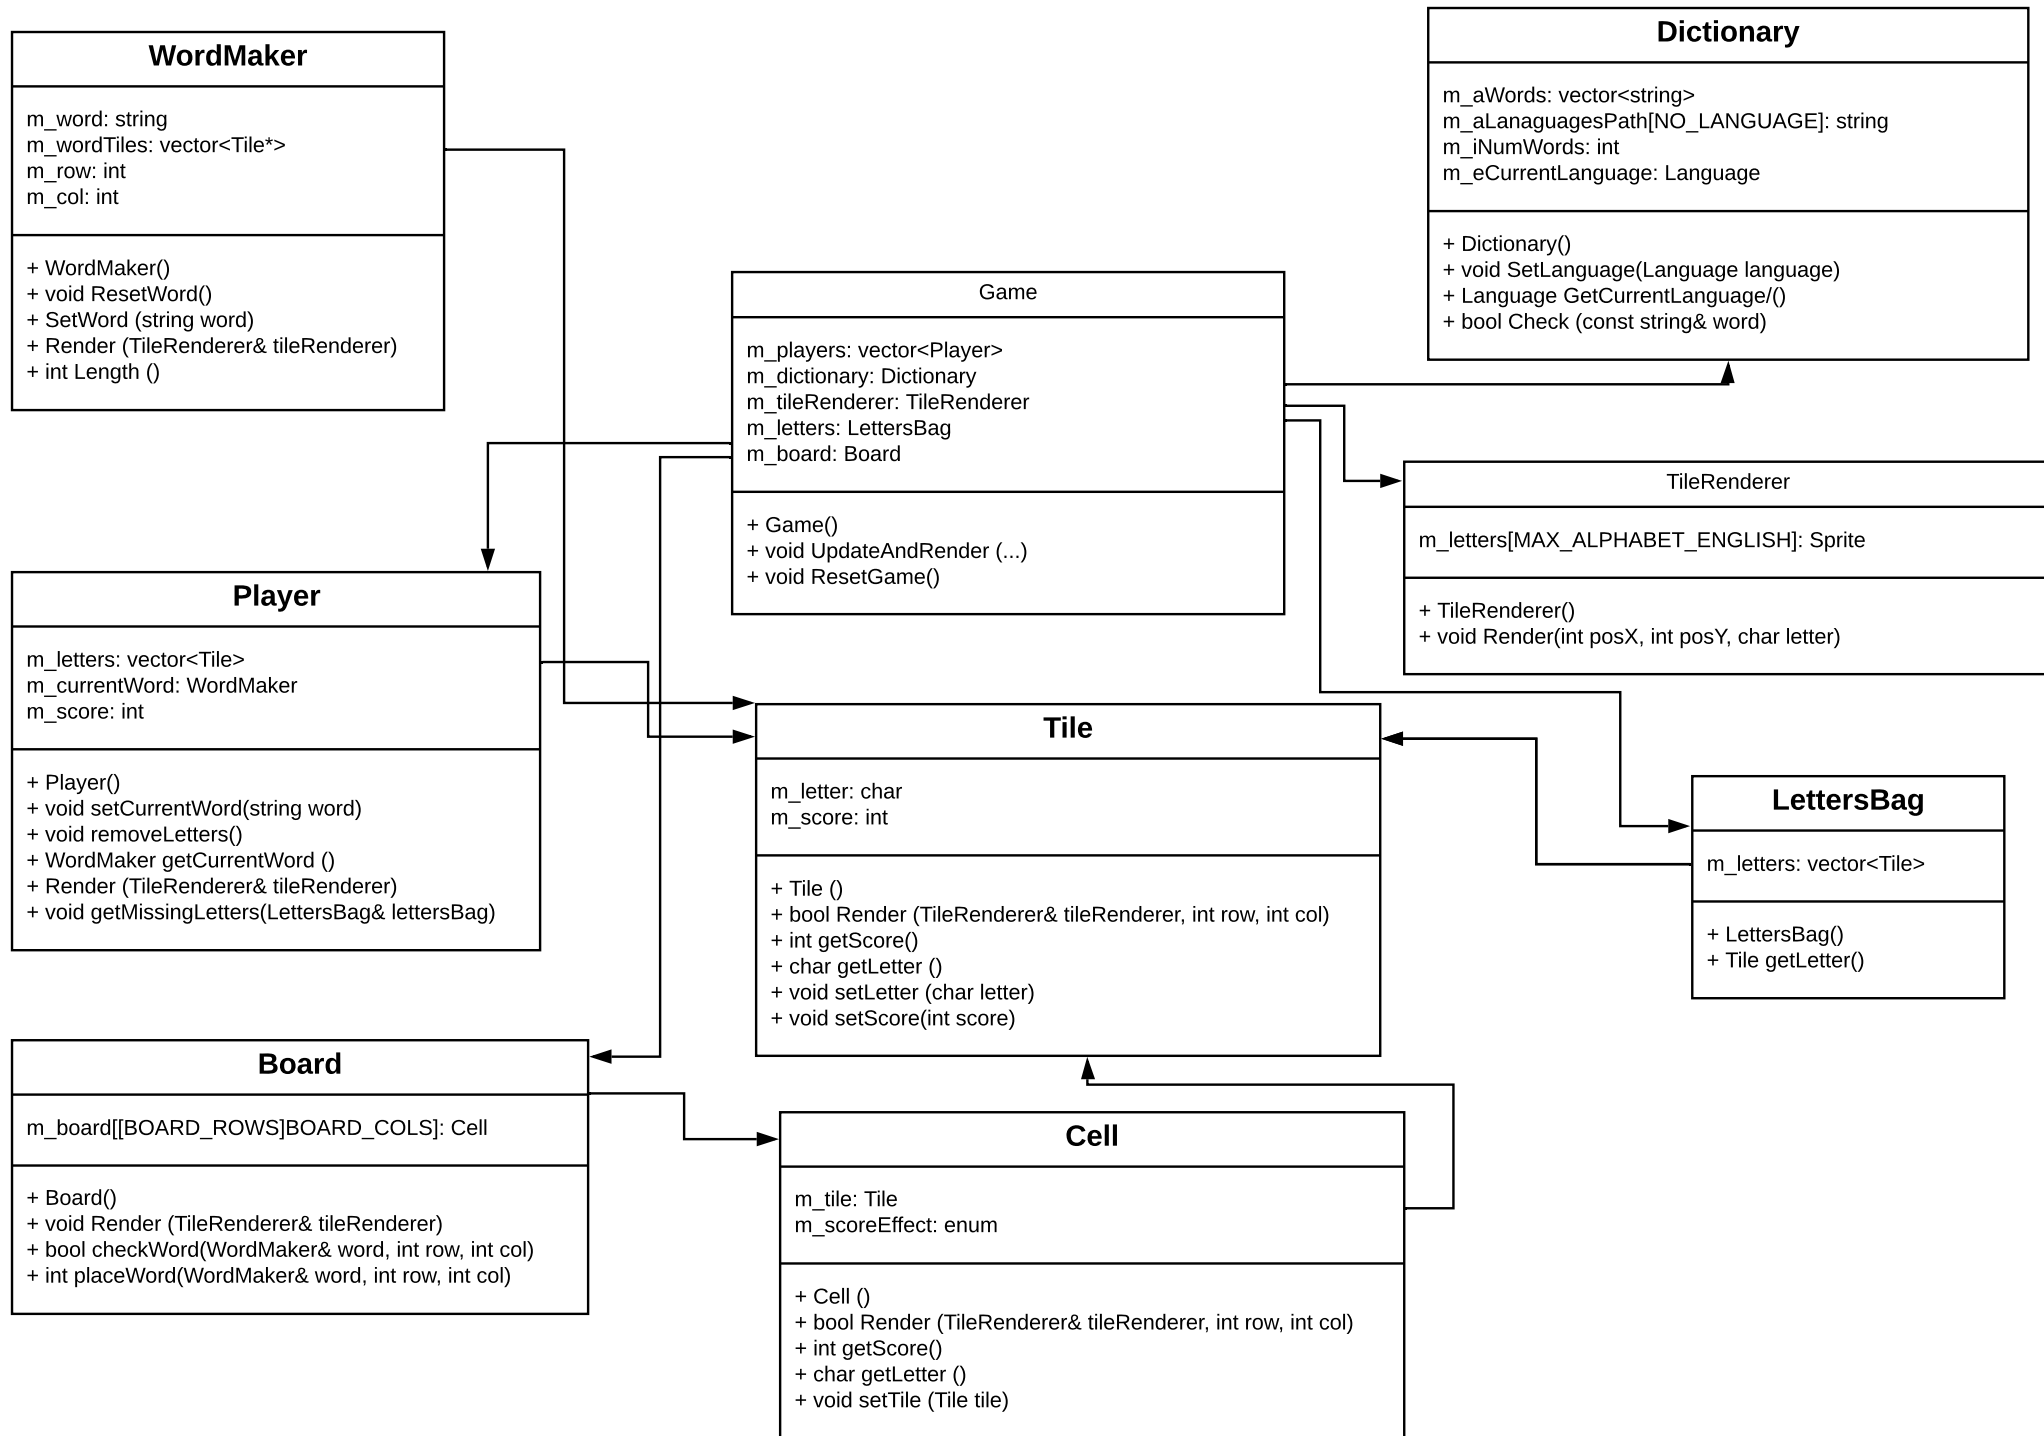 WordMaker
m_word: string
m_wordTiles: vector<Tile*>
m_row: int
m_col: int
+ WordMaker()
+ void ResetWord()
+ SetWord (string word)
+ Render (TileRenderer& tileRenderer)
+ int Length ()
Dictionary
m_aWords: vector<string>
m_aLanaguagesPath[NO_LANGUAGE]: string
m_iNumWords: int
m_eCurrentLanguage: Language
+ Dictionary()
+ void SetLanguage(Language language)
+ Language GetCurrentLanguage/()
+ bool Check (const string& word)
Game
m_players: vector<Player>
m_dictionary: Dictionary
m_tileRenderer: TileRenderer
m_letters: LettersBag
m_board: Board
+ Game()
+ void UpdateAndRender (...)
+ void ResetGame()
TileRenderer
m_letters[MAX_ALPHABET_ENGLISH]: Sprite
+ TileRenderer()
+ void Render(int posX, int posY, char letter)
Player
m_letters: vector<Tile>
m_currentWord: WordMaker
m_score: int
+ Player()
+ void setCurrentWord(string word)
+ void removeLetters()
+ WordMaker getCurrentWord ()
+ Render (TileRenderer& tileRenderer)
+ void getMissingLetters(LettersBag& lettersBag)
Tile
m_letter: char
m_score: int
+ Tile ()
+ bool Render (TileRenderer& tileRenderer, int row, int col)
+ int getScore()
+ char getLetter ()
+ void setLetter (char letter)
+ void setScore(int score)
LettersBag
m_letters: vector<Tile>
+ LettersBag()
+ Tile getLetter()
Board
m_board[[BOARD_ROWS]BOARD_COLS]: Cell
+ Board()
+ void Render (TileRenderer& tileRenderer)
+ bool checkWord(WordMaker& word, int row, int col)
+ int placeWord(WordMaker& word, int row, int col)
Cell
m_tile: Tile
m_scoreEffect: enum
+ Cell ()
+ bool Render (TileRenderer& tileRenderer, int row, int col)
+ int getScore()
+ char getLetter ()
+ void setTile (Tile tile)